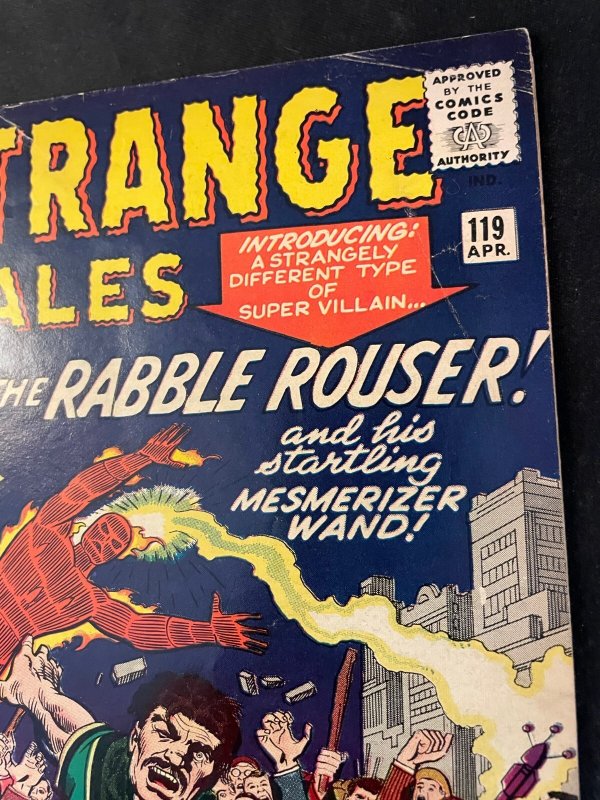 TRANGE
ALES
APPROVED
BY THE
COMICS
CODE
CA
AUTHORITY
IND.
119
APR.
INTRODUCING:
A STRANGELY
DIFFERENT TYPE
OF
SUPER VILLAIN...
THE RABBLE ROUSER!
and his
startling
MESMERIZER
WAND!